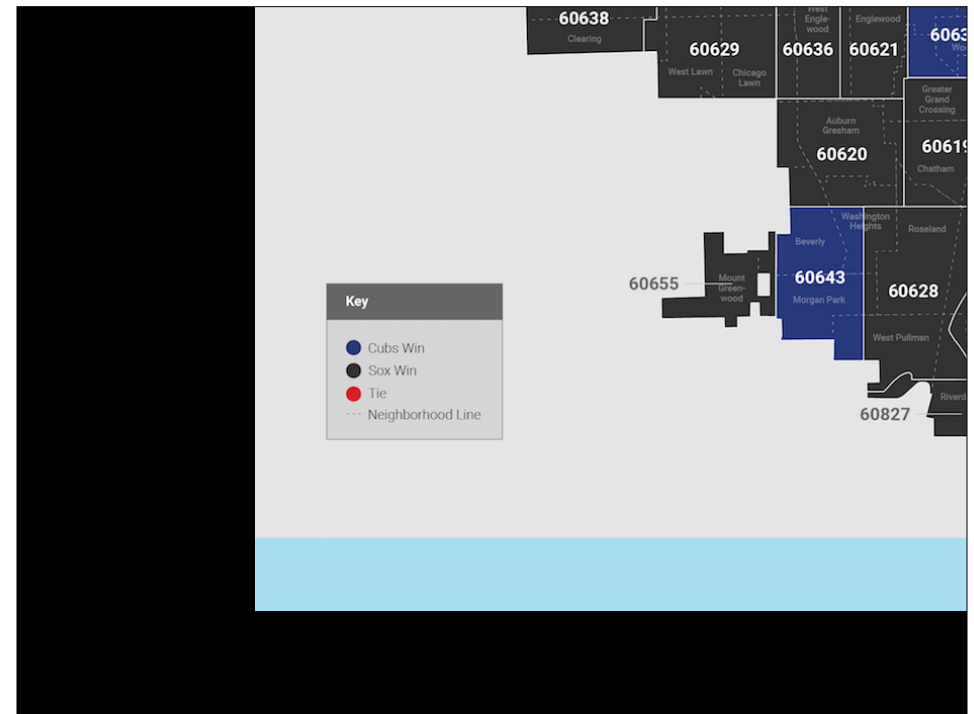 60638
Clearing
60629
West Lawn
Chicago
Lawn
West
Engle-
wood
60636
Englewood
60621
Greater
Grand
Crossing
Auburn
Gresham
60620
Chatham
Washington
Heights
Roseland
Beverly
60643
Morgan Park
60628
West Pullman
60655
Mount
Green-
wood
60827
Key
Cubs Win
Sox Win
Tie
Neighborhood Line